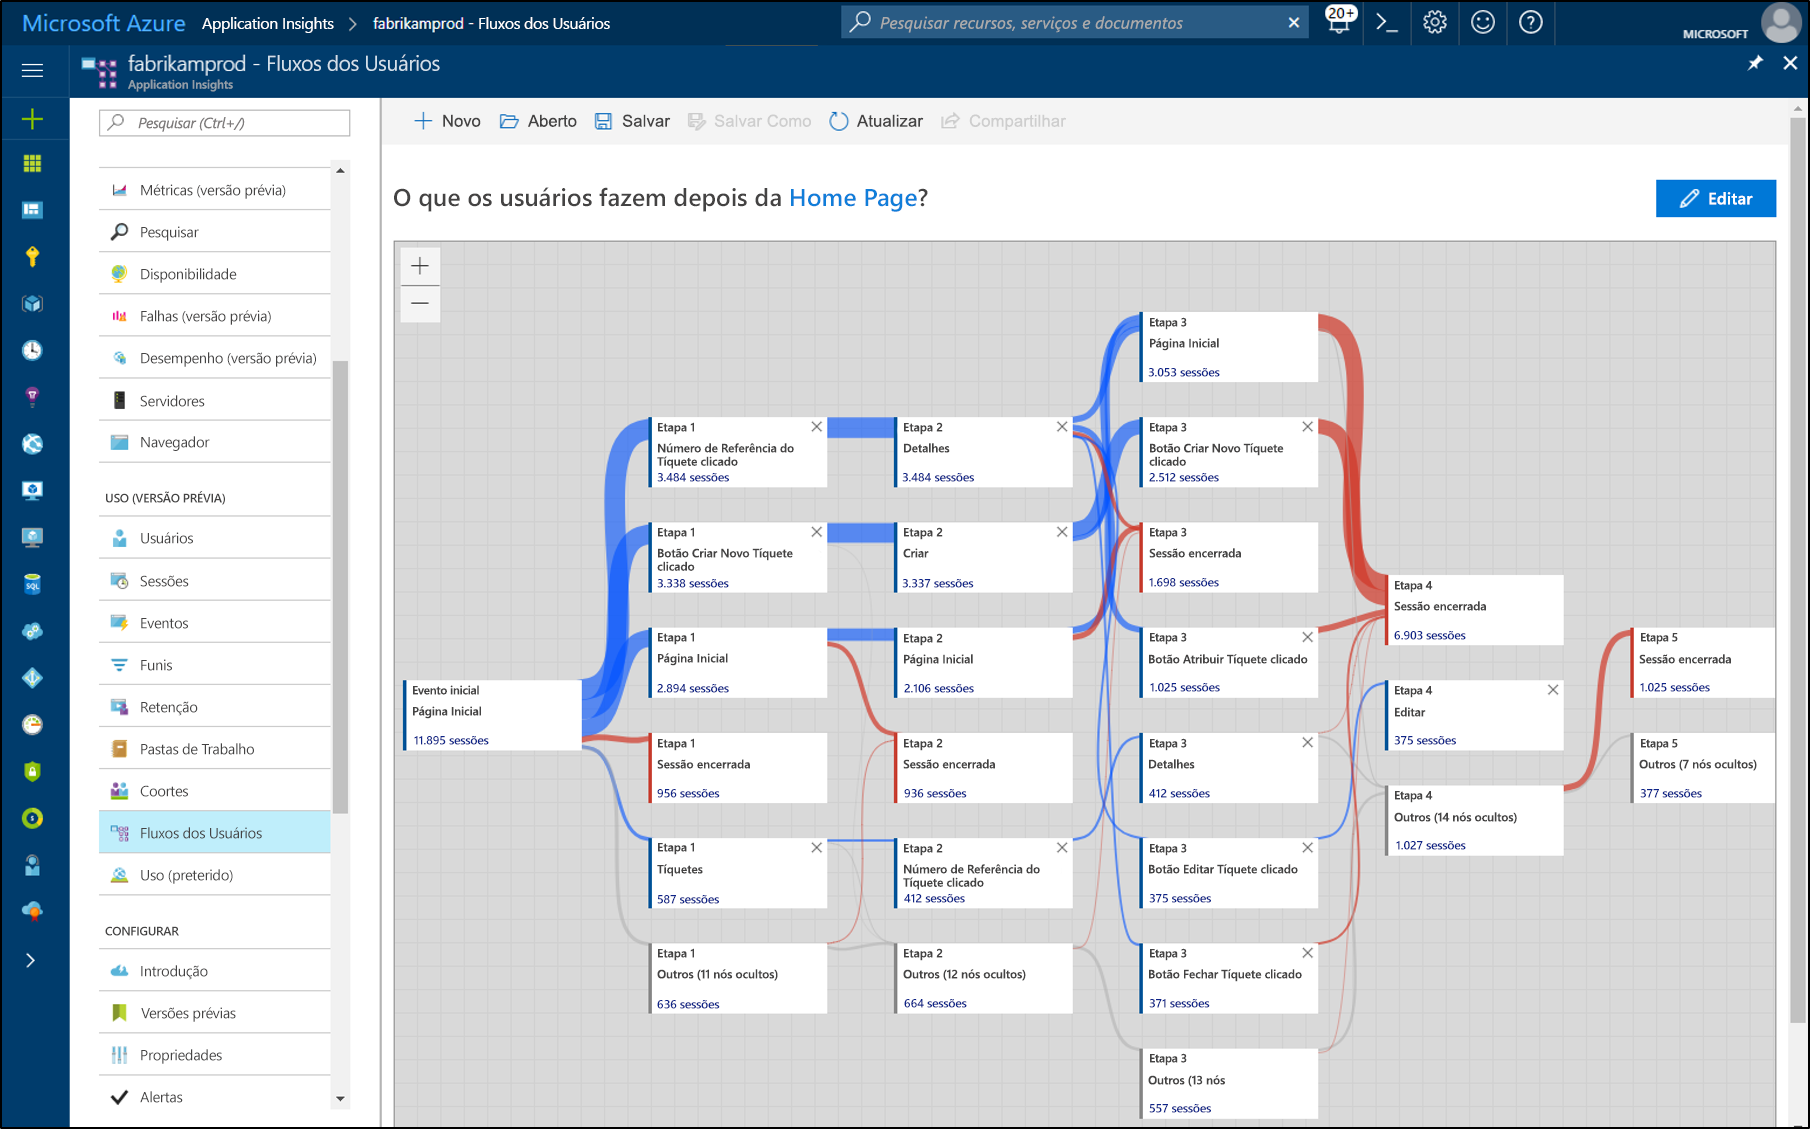 Microsoft Azure Application Insights > fabrikamprod - Fluxos dos Usuários
Pesquisar recursos, serviços e documentos
20+
MICROSOFT
fabrikamprod - Fluxos dos Usuários
Application Insights
Pesquisar (Ctrl+/)
Métricas (versão prévia)
Pesquisar
Disponibilidade
Falhas (versão prévia)
Desempenho (versão prévia)
Servidores
Navegador
USO (VERSÃO PRÉVIA)
Usuários
Sessões
Eventos
Funis
Retenção
Pastas de Trabalho
Coortes
Fluxos dos Usuários
Uso (preterido)
CONFIGURAR
Introdução
Versões prévias
Propriedades
Alertas
SQL
Novo
Aberto
Salvar
Salvar Como
Atualizar
Compartilhar
O que os usuários fazem depois da Home Page?
Editar
Evento inicial
Página Inicial
11.895 sessões
Etapa 1
Número de Referência do
Tíquete clicado
3.484 sessões
Etapa 1
Botão Criar Novo Tíquete
clicado
3.338 sessões
Etapa 1
Página Inicial
2.894 sessões
Etapa 1
Sessão encerrada
956 sessões
Etapa 1
Tíquetes
587 sessões
Etapa 1
Outros (11 nós ocultos)
636 sessões
Etapa 2
Detalhes
3.484 sessões
Etapa 2
Criar
3.337 sessões
Etapa 2
Página Inicial
2.106 sessões
Etapa 2
Sessão encerrada
936 sessões
Etapa 2
Número de Referência do
Tíquete clicado
412 sessões
Etapa 2
Outros (12 nós ocultos)
664 sessões
Etapa 3
Página Inicial
3.053 sessões
Etapa 3
Botão Criar Novo Tíquete
clicado
2.512 sessões
Etapa 3
Sessão encerrada
1.698 sessões
Etapa 3
Botão Atribuir Tíquete clicado
1.025 sessões
Etapa 3
Detalhes
412 sessões
Etapa 3
Botão Editar Tíquete clicado
375 sessões
Etapa 3
Botão Fechar Tíquete clicado
371 sessões
Etapa 3
Outros (13 nós
557 sessões
Etapa 4
Sessão encerrada
6.903 sessões
Etapa 4
Editar
375 sessões
Etapa 4
Outros (14 nós ocultos)
1.027 sessões
Etapa 5
Sessão encerrada
1.025 sessões
Etapa 5
Outros (7 nós ocultos)
377 sessões